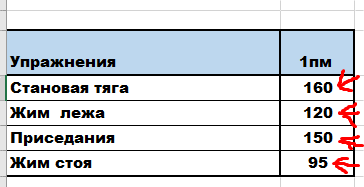 Упражнения 1пм
Становая тяга 160
Жим лежа 120
Приседания 150
Жим стоя 95